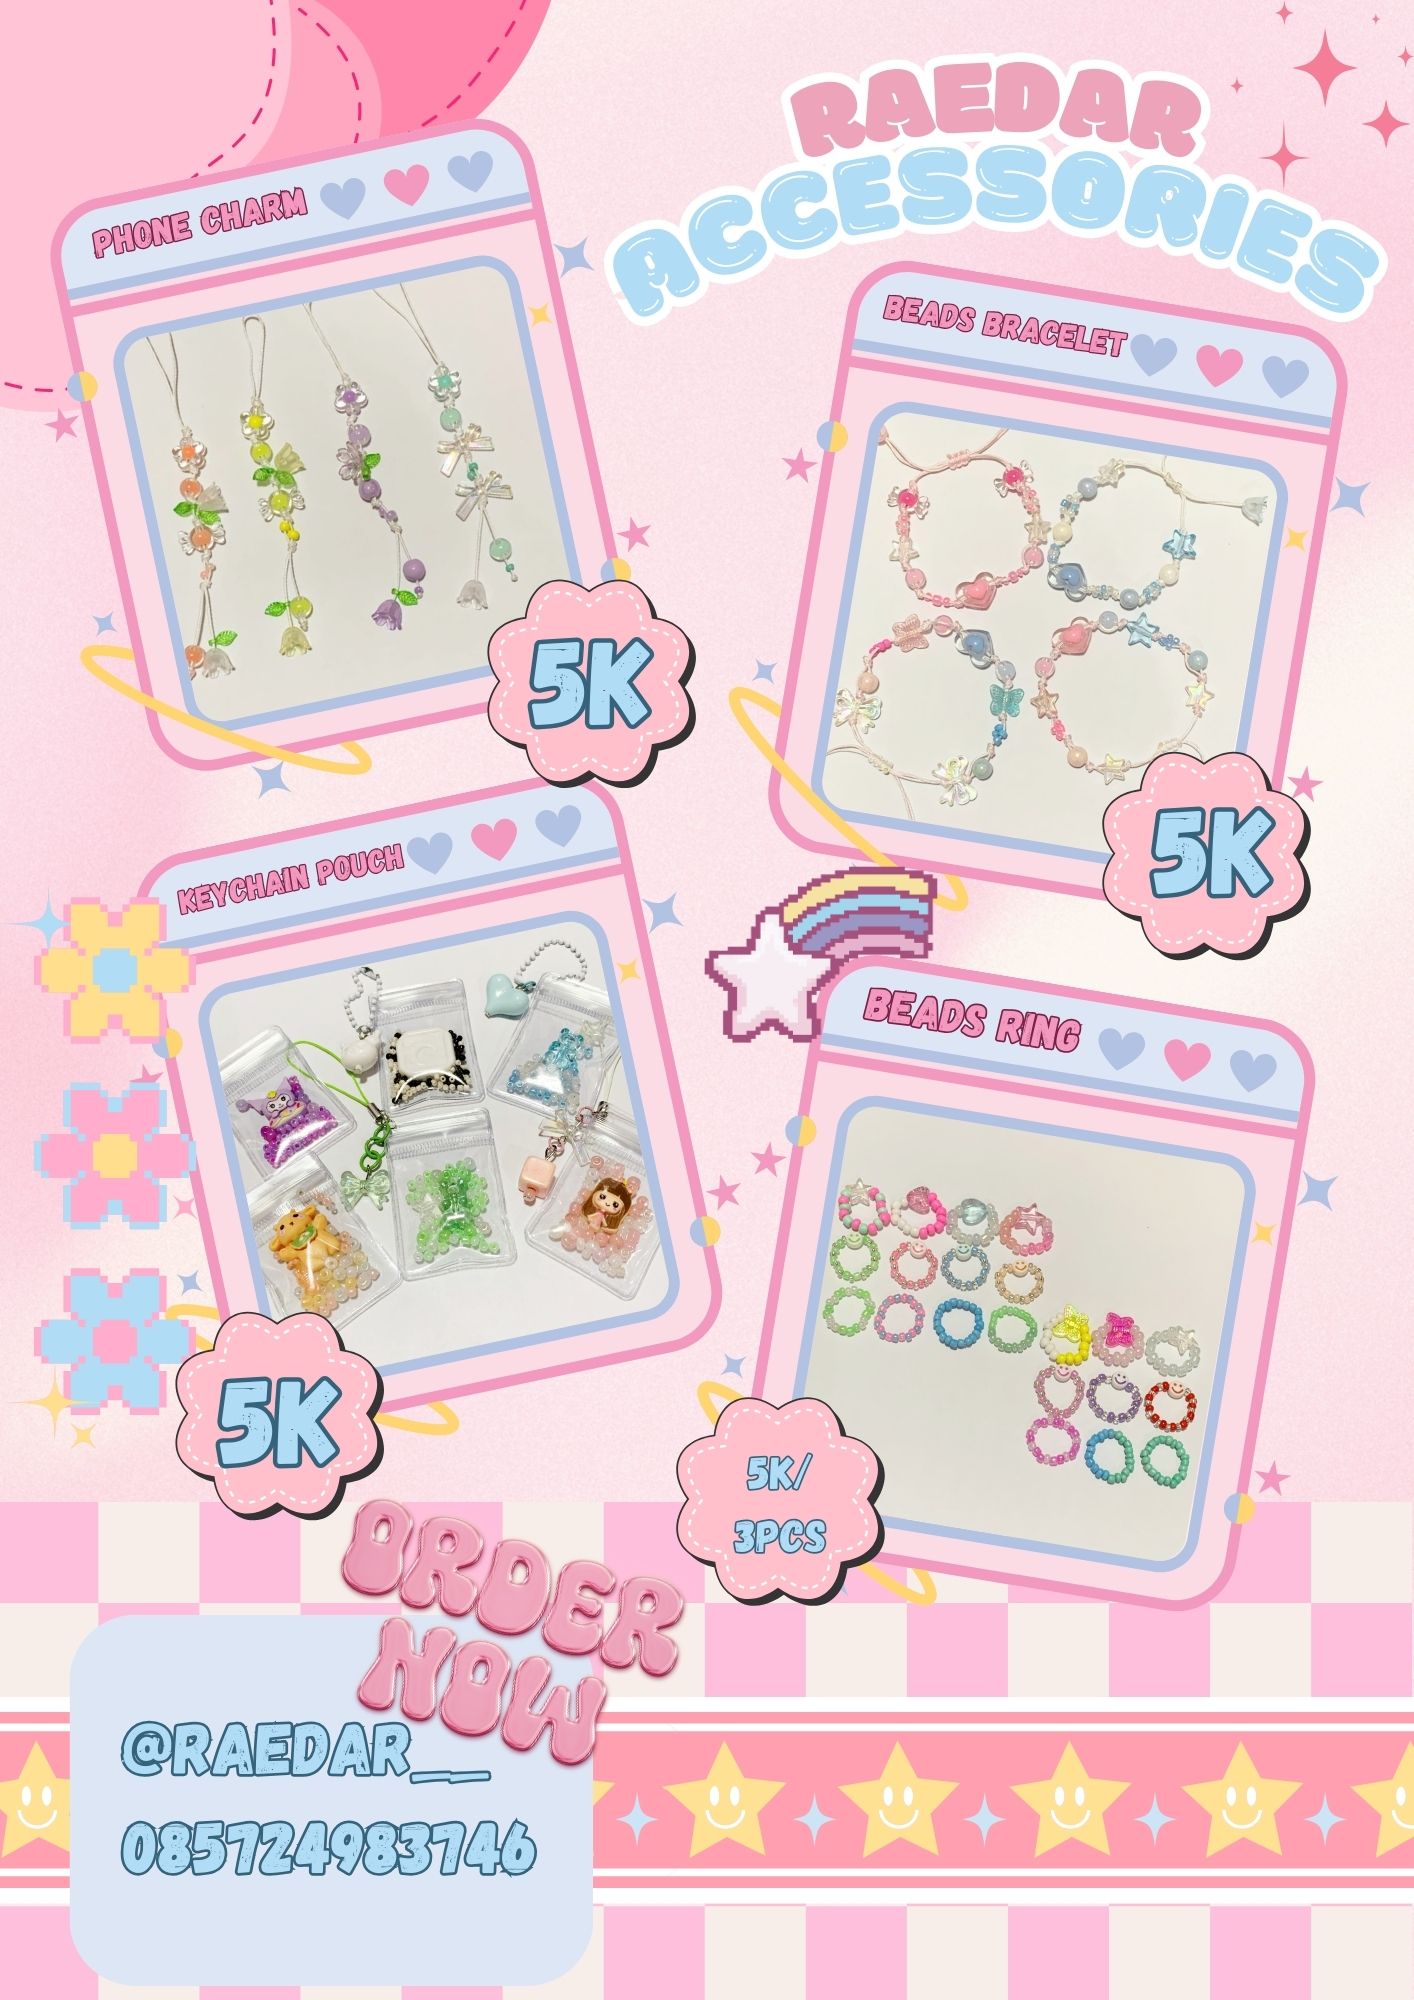 RAEDAR
ACCESSORIES
PHONE CHARM
5K
BEADS BRACELET
5K
KEYCHAIN POUCH
5K
BEADS RING
5K/
3PCS
ORDER
NOW
@RAEDAR__
085724983746